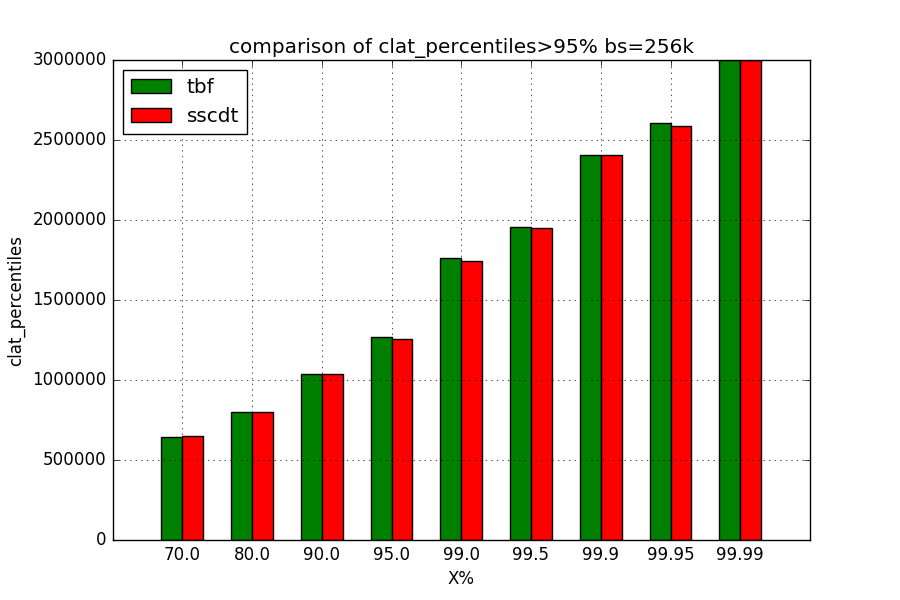 comparison of clat_percentiles>95% bs=256k
3000000
2500000
2000000
1500000
1000000
500000
0
clat_percentiles
tbf
sscdt
70.0 80.0 90.0 95.0 99.0 99.5 99.9 99.95 99.99
X%